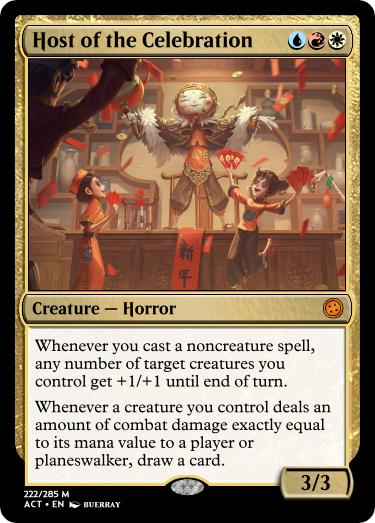 Host of the Celebration
新年
Creature — Horror
Whenever you cast a noncreature spell,
any number of target creatures you
control get +1/+1 until end of turn.
Whenever a creature you control deals an
amount of combat damage exactly equal
to its mana value to a player or
planeswalker, draw a card.
3/3
222/285 M
ACT • EN BUERRAY